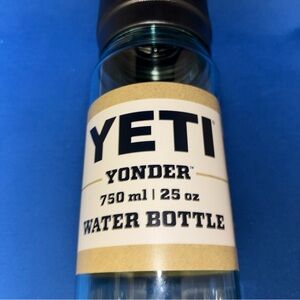 YETI
YONDER™
750 ml | 25 oz
WATER BOTTLE